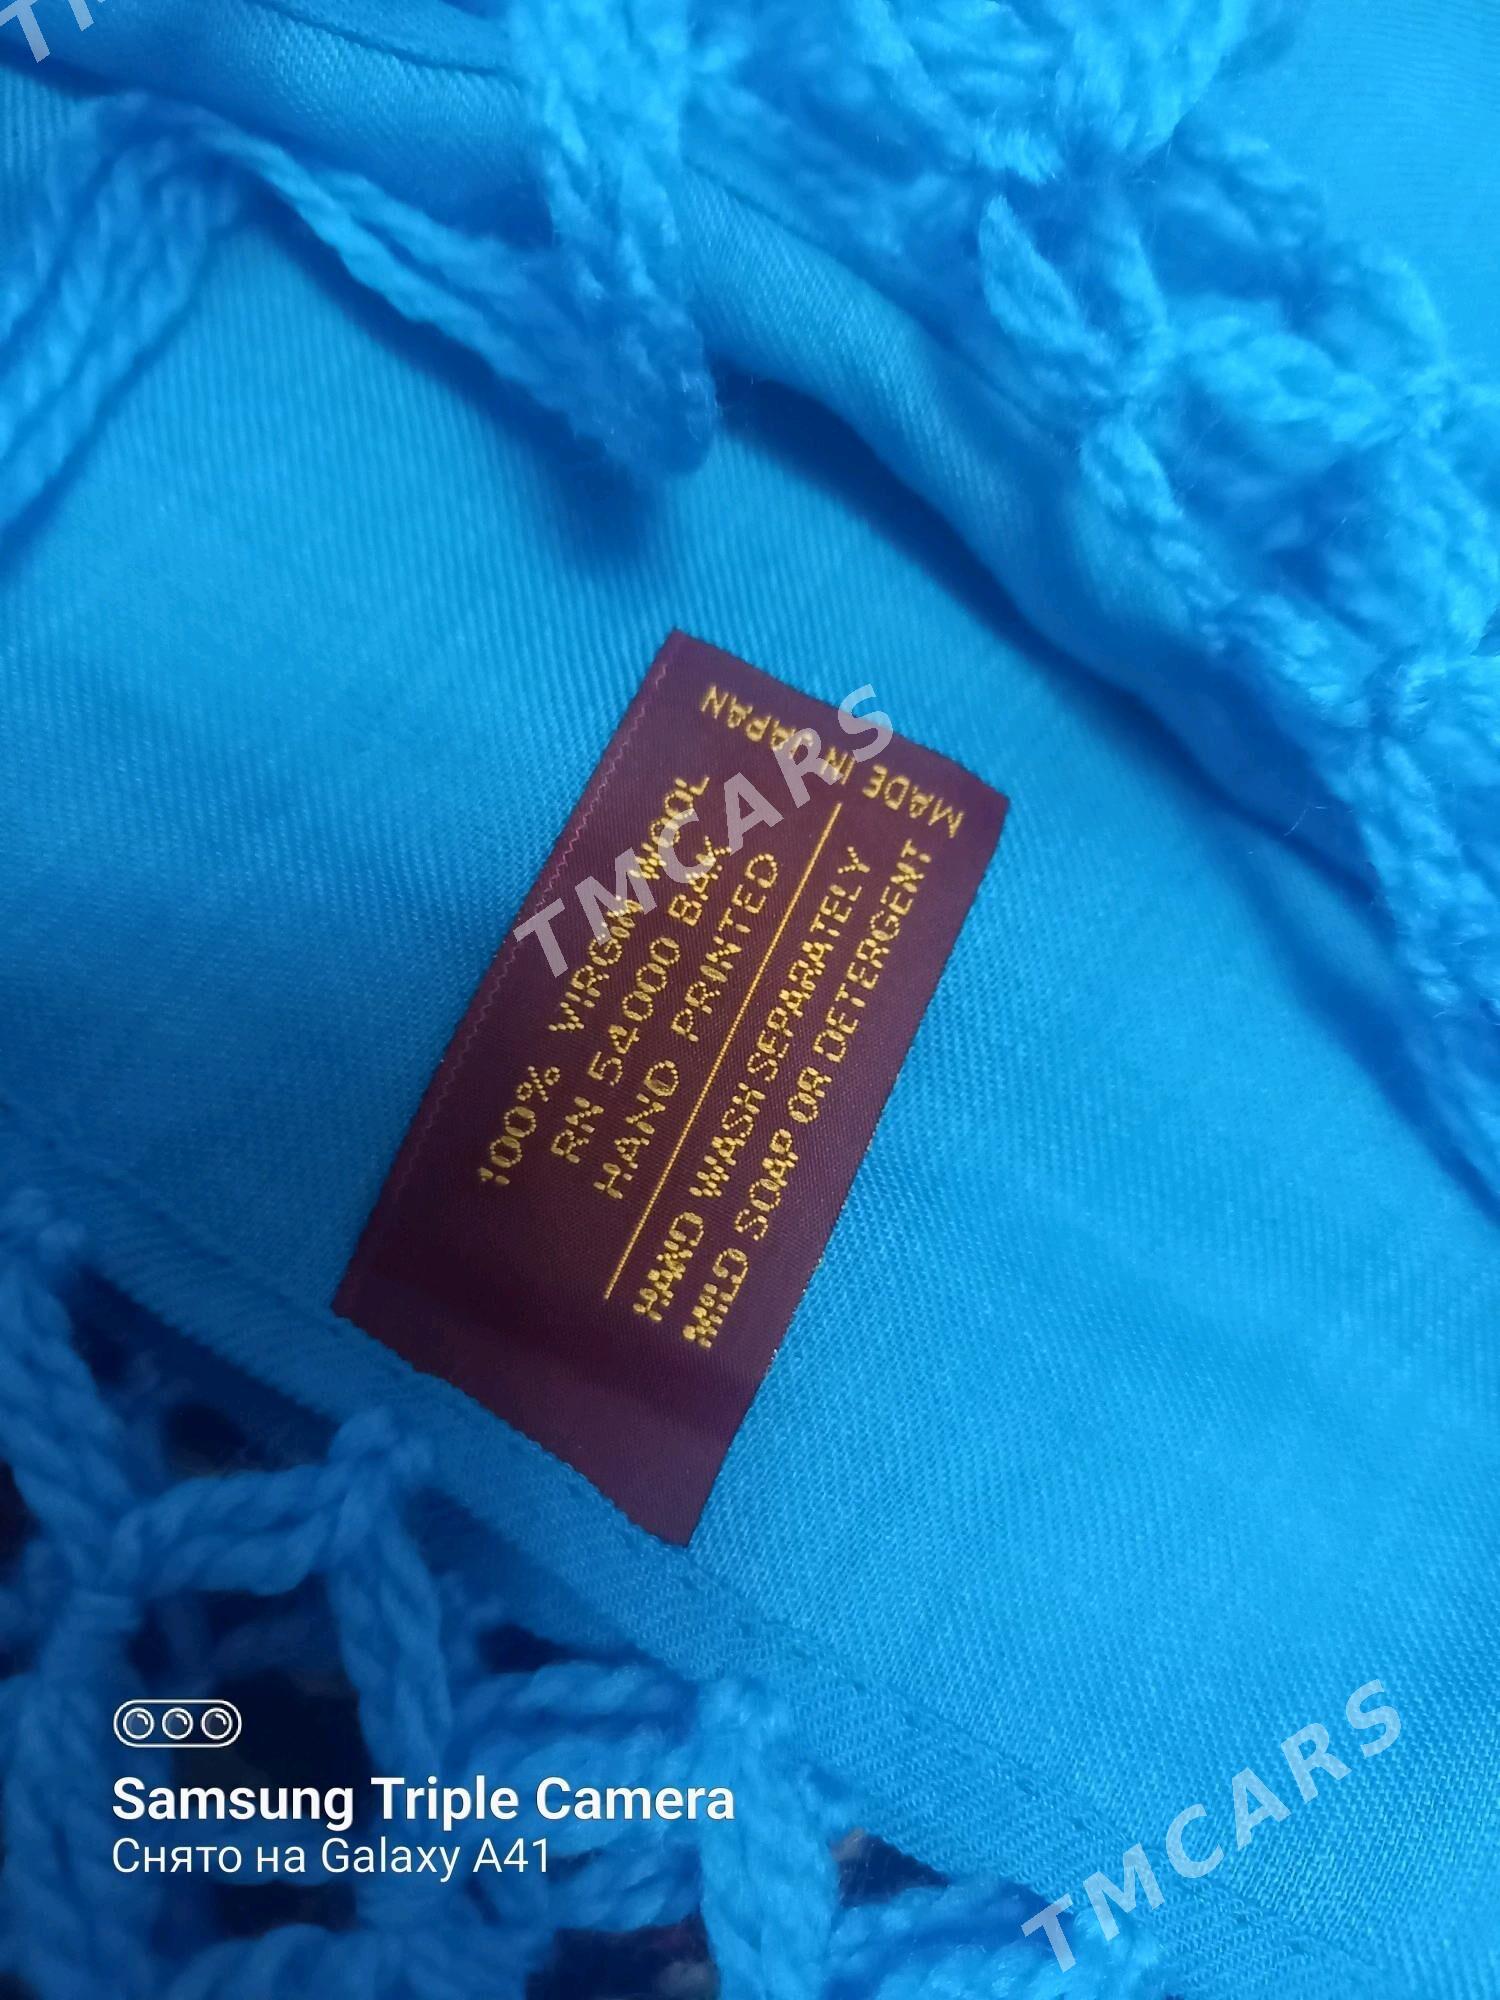 100% VIRGIN WOOL
RN 54000 BAK
HAND PRINTED
HAND WASH SEPARATELY
MILD SOAP OR DETERGENT
MADE IN JAPAN
TMCARS
TMCARS
Samsung Triple Camera
Снято на Galaxy A41